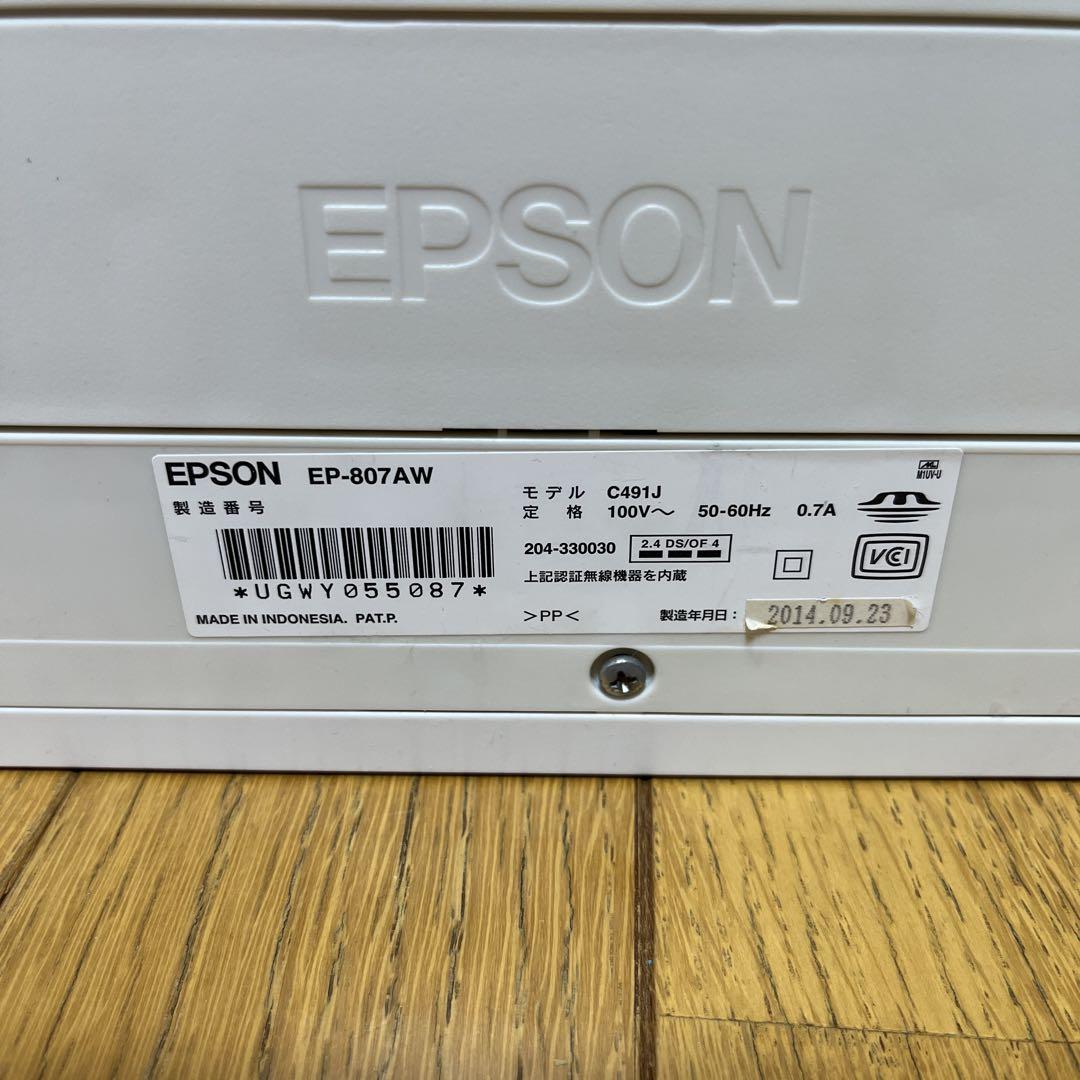 EPSON
EPSON EP-807AW
製造番号
*UGWY055087*
MADE IN INDONESIA. PAT.P.
モデル C491J
定格 100V～ 50-60Hz 0.7A
204-330030 2.4 DS/OF 4
上記認証無線機器を内蔵
>PP<
製造年月日： 2014.09.23
M1UV-U
VCCI